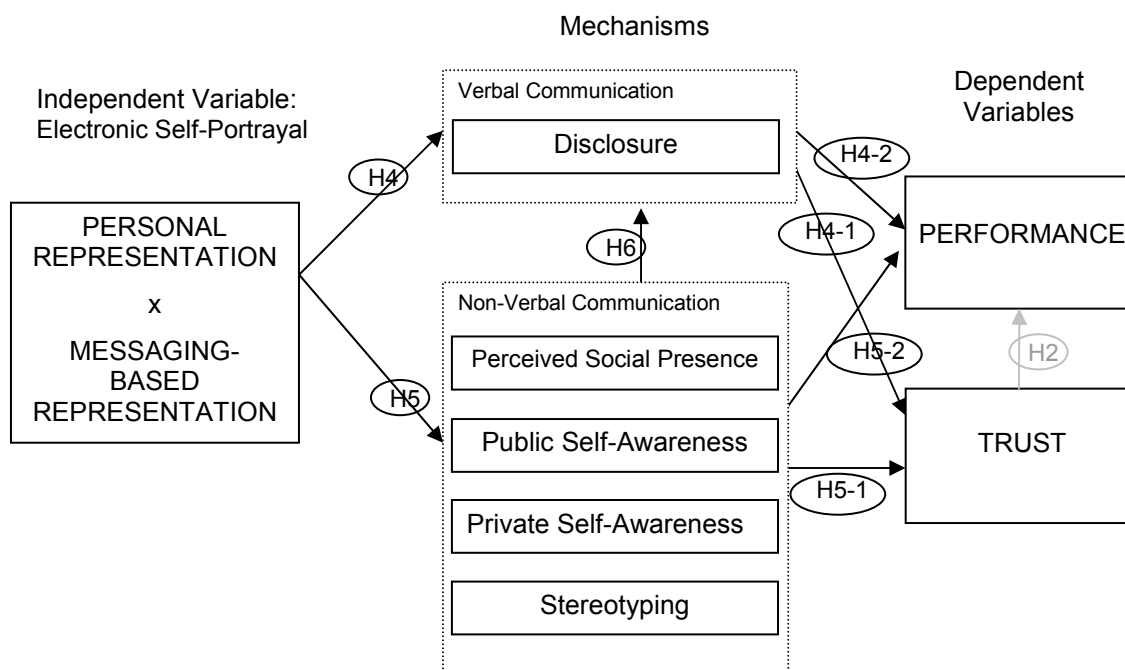 Mechanisms
Independent Variable:
Electronic Self-Portrayal
Dependent
Variables
Verbal Communication
Disclosure
H4
H4-2
H4-1
PERSONAL
REPRESENTATION
x
MESSAGING-
BASED
REPRESENTATION
PERFORMANCE
H6
Non-Verbal Communication
Perceived Social Presence
H5-2
H2
H5
Public Self-Awareness
TRUST
H5-1
Private Self-Awareness
Stereotyping